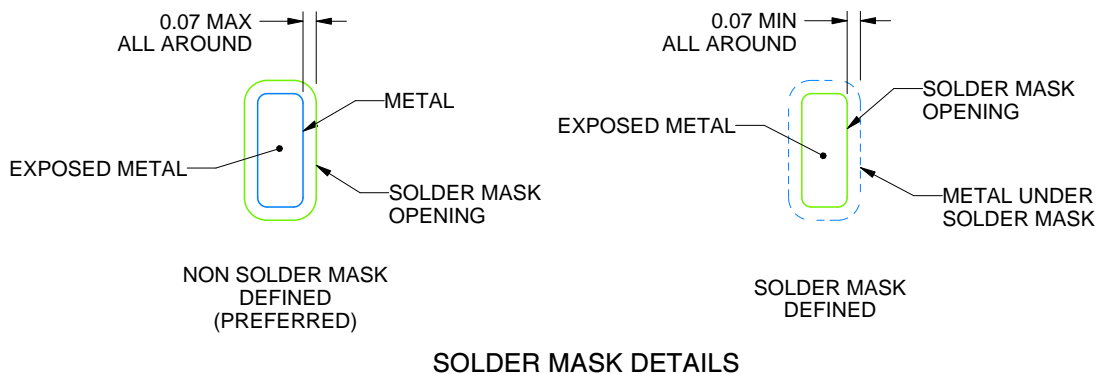 0.07 MAX
ALL AROUND
METAL
EXPOSED METAL
SOLDER MASK
OPENING
NON SOLDER MASK
DEFINED
(PREFERRED)
0.07 MIN
ALL AROUND
SOLDER MASK
OPENING
EXPOSED METAL
METAL UNDER
SOLDER MASK
SOLDER MASK
DEFINED
SOLDER MASK DETAILS